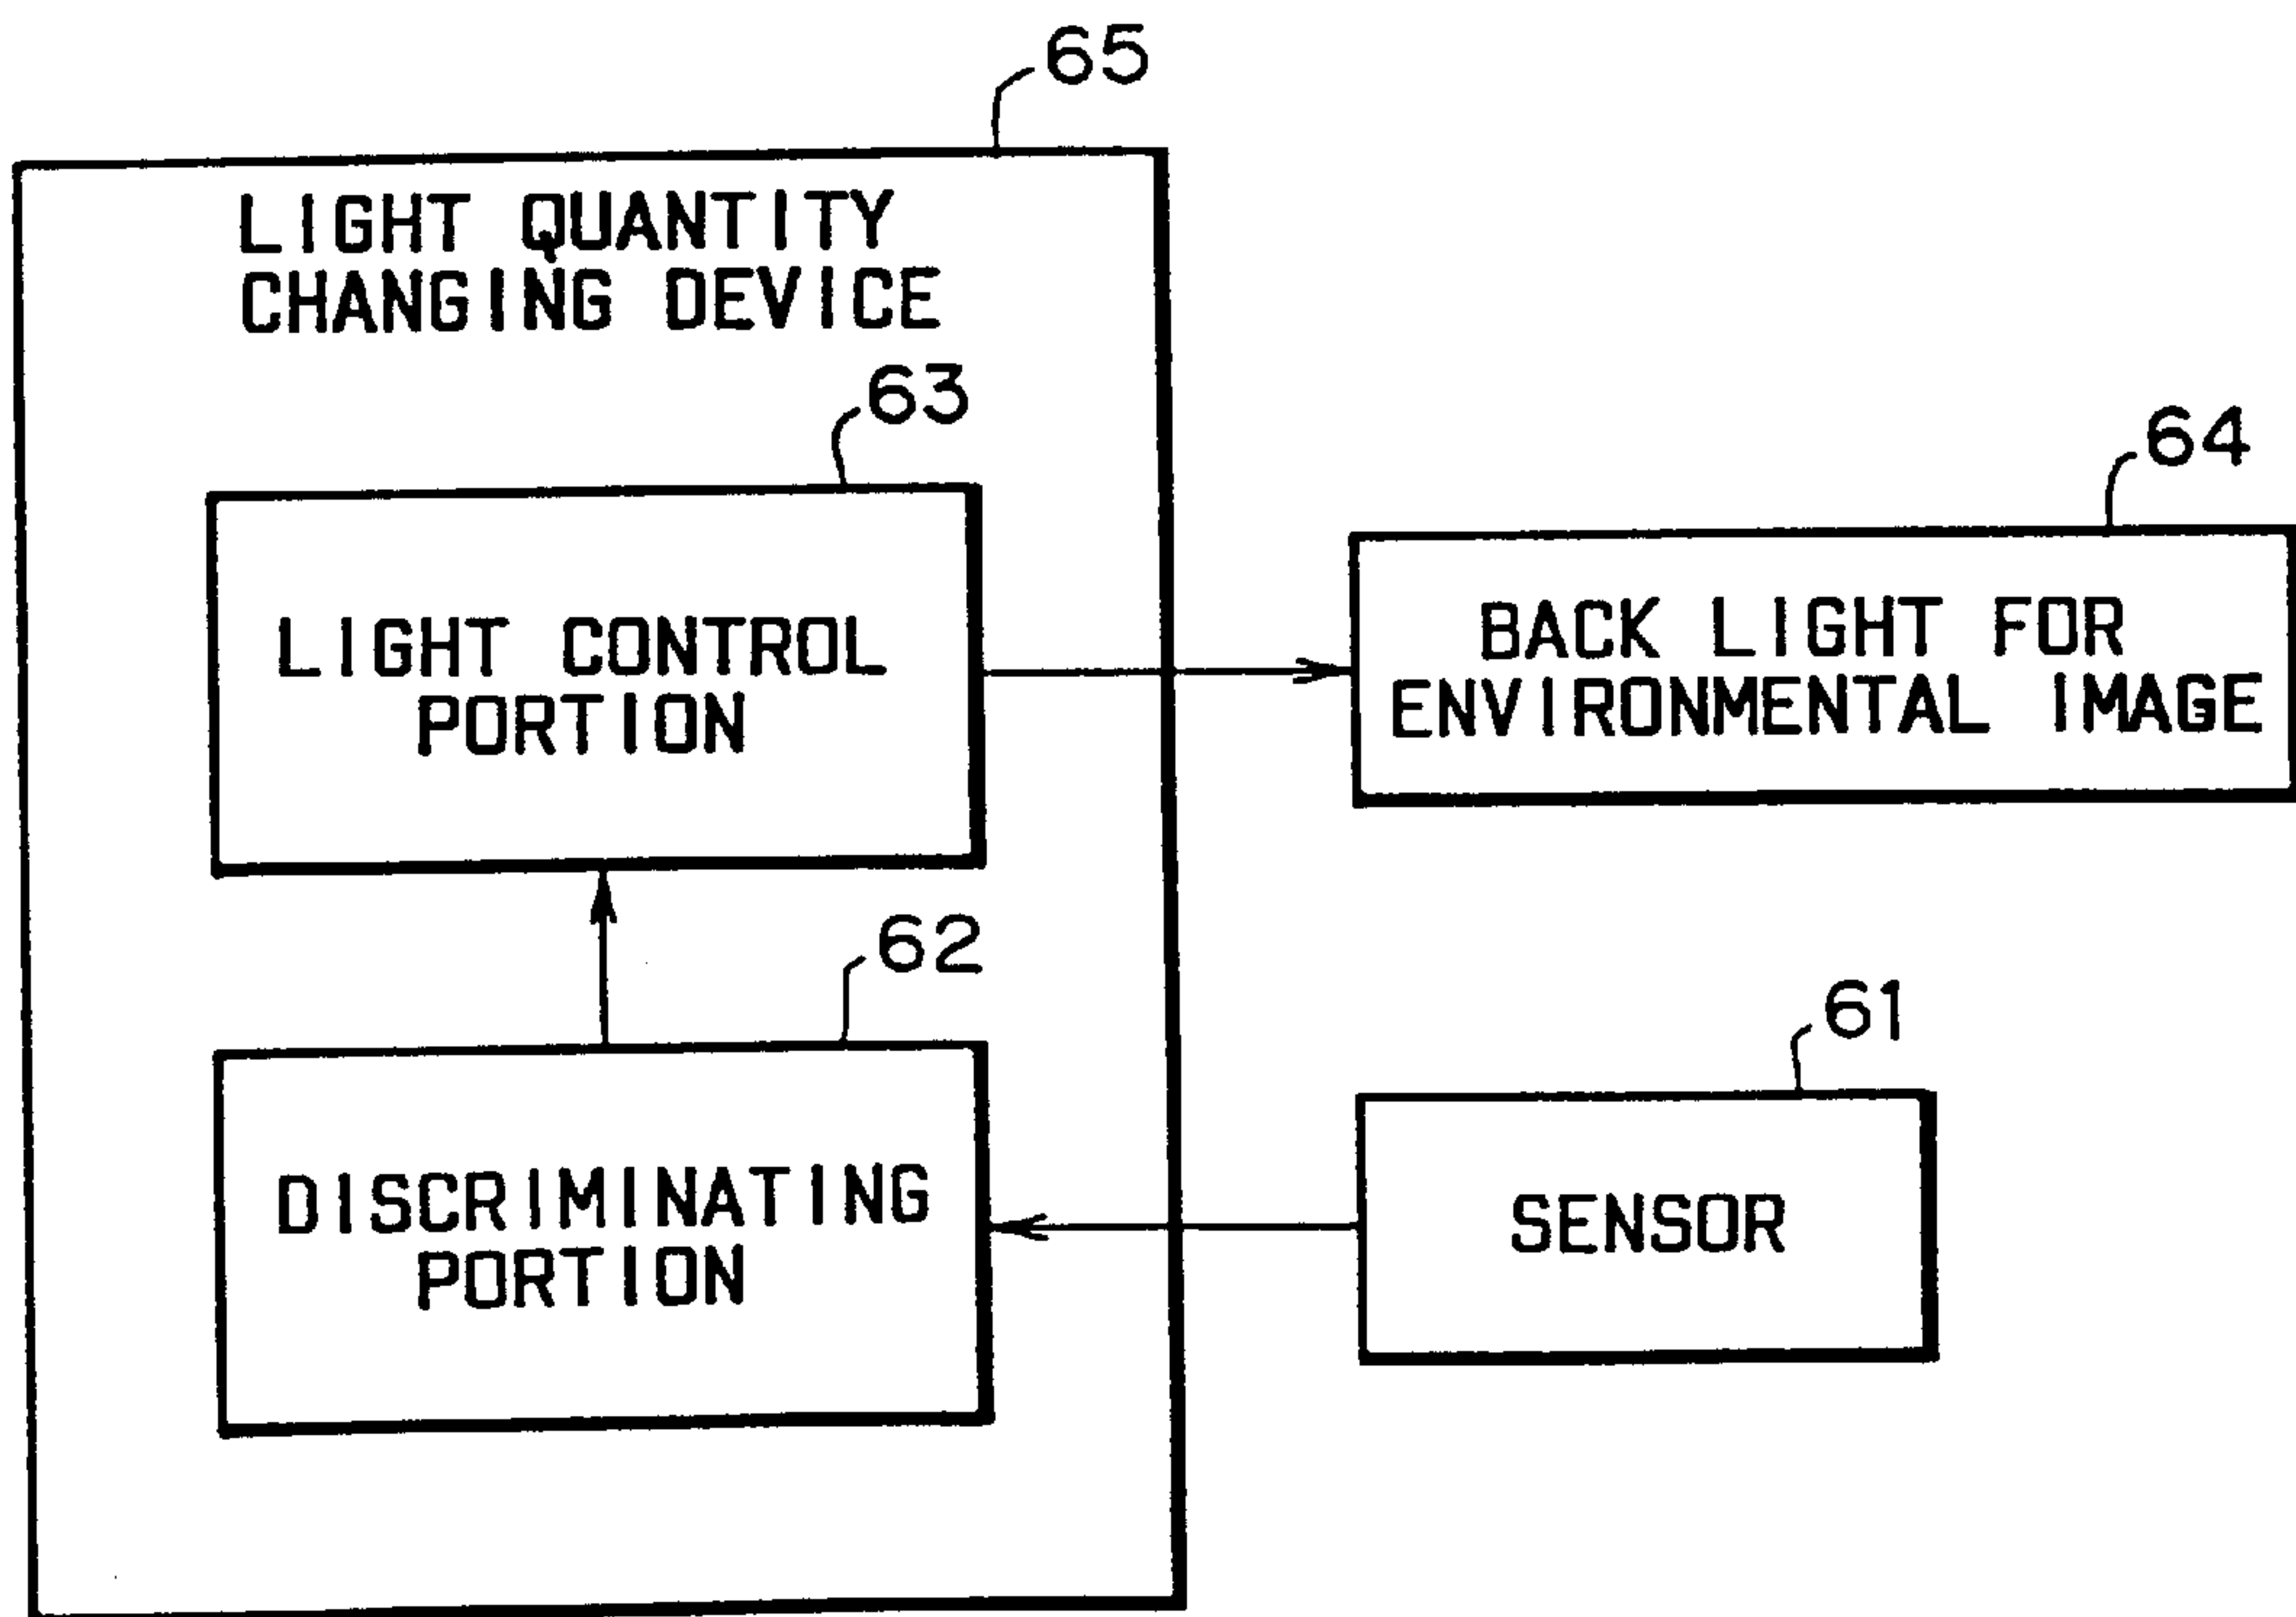 65
LIGHT QUANTITY
CHANGING DEVICE
63
LIGHT CONTROL
PORTION
64
BACK LIGHT FOR
ENVIRONMENTAL IMAGE
62
DISCRIMINATING
PORTION
61
SENSOR